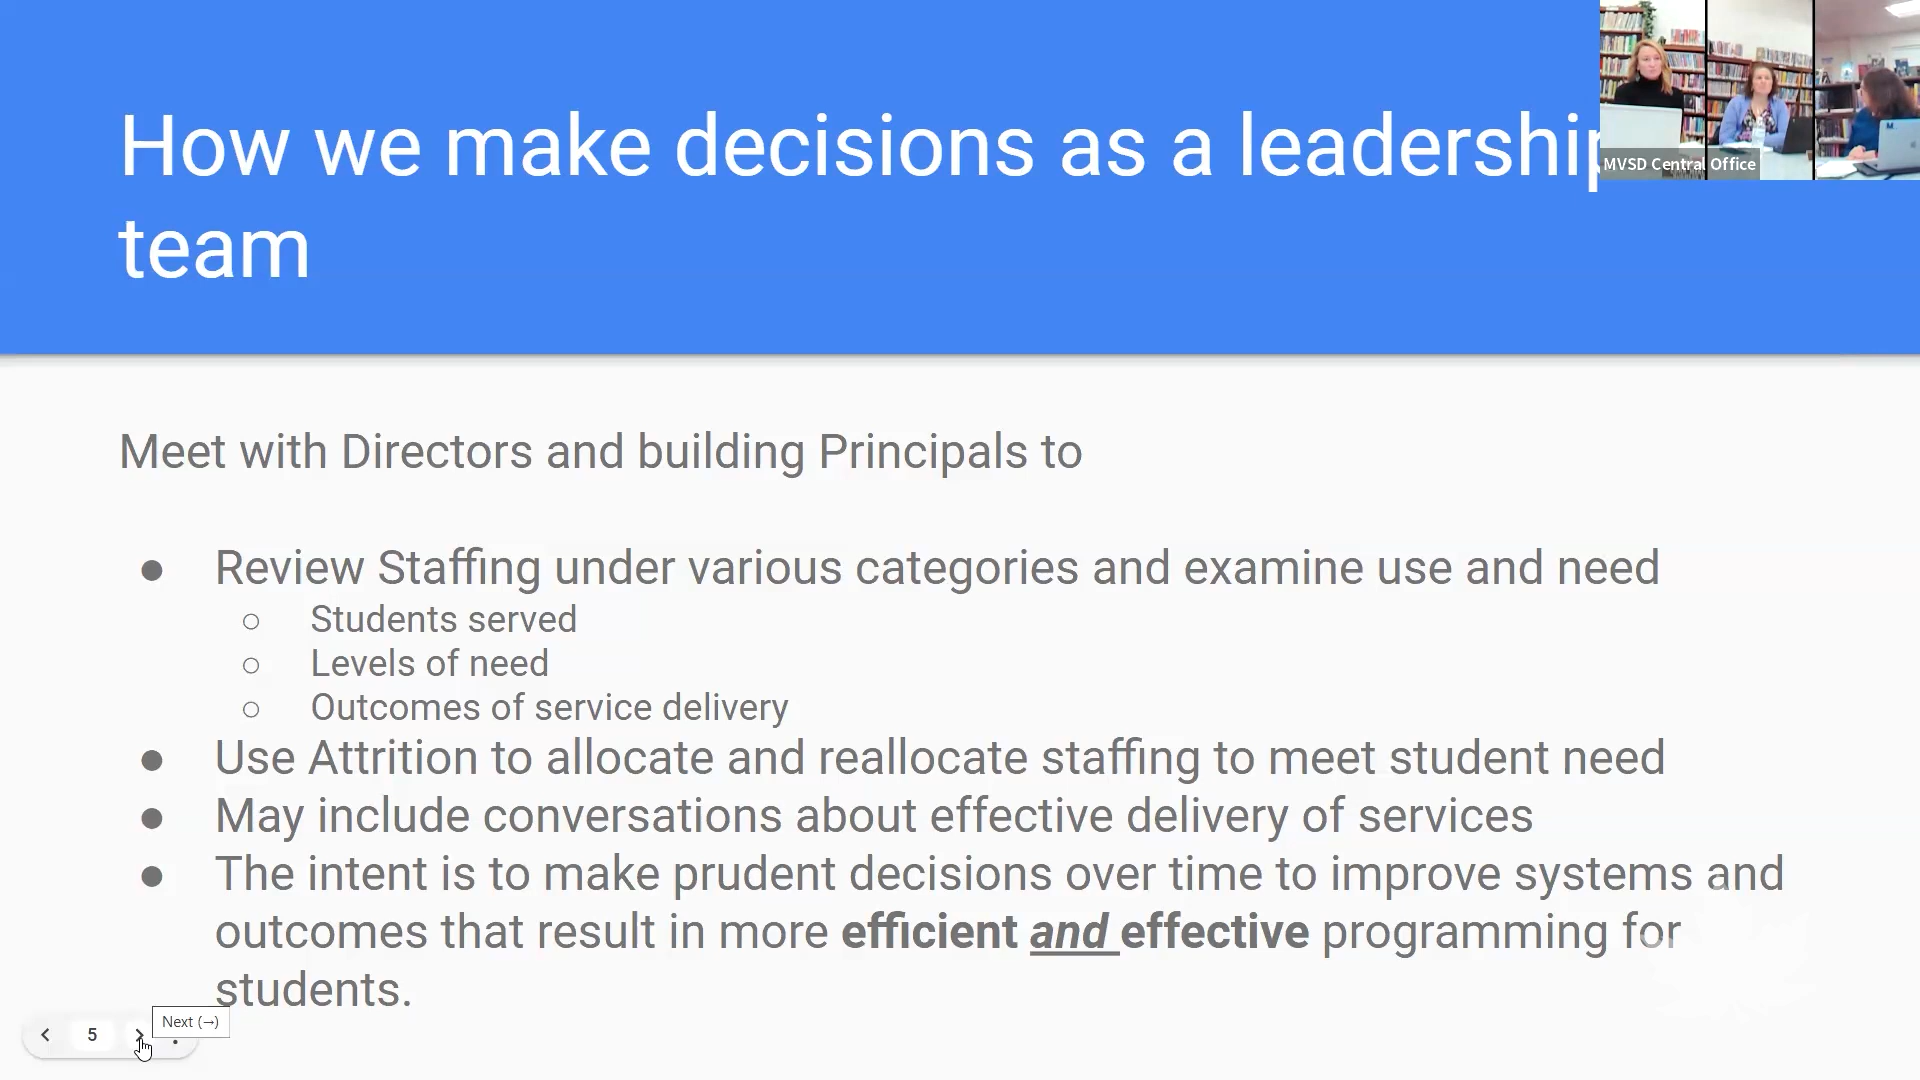 How we make decisions as a leadership
team
MVSD Central Office
Meet with Directors and building Principals to
● Review Staffing under various categories and examine use and need
○ Students served
○ Levels of need
○ Outcomes of service delivery
● Use Attrition to allocate and reallocate staffing to meet student need
● May include conversations about effective delivery of services
● The intent is to make prudent decisions over time to improve systems and
outcomes that result in more efficient and effective programming for
students.
Next (→)
5